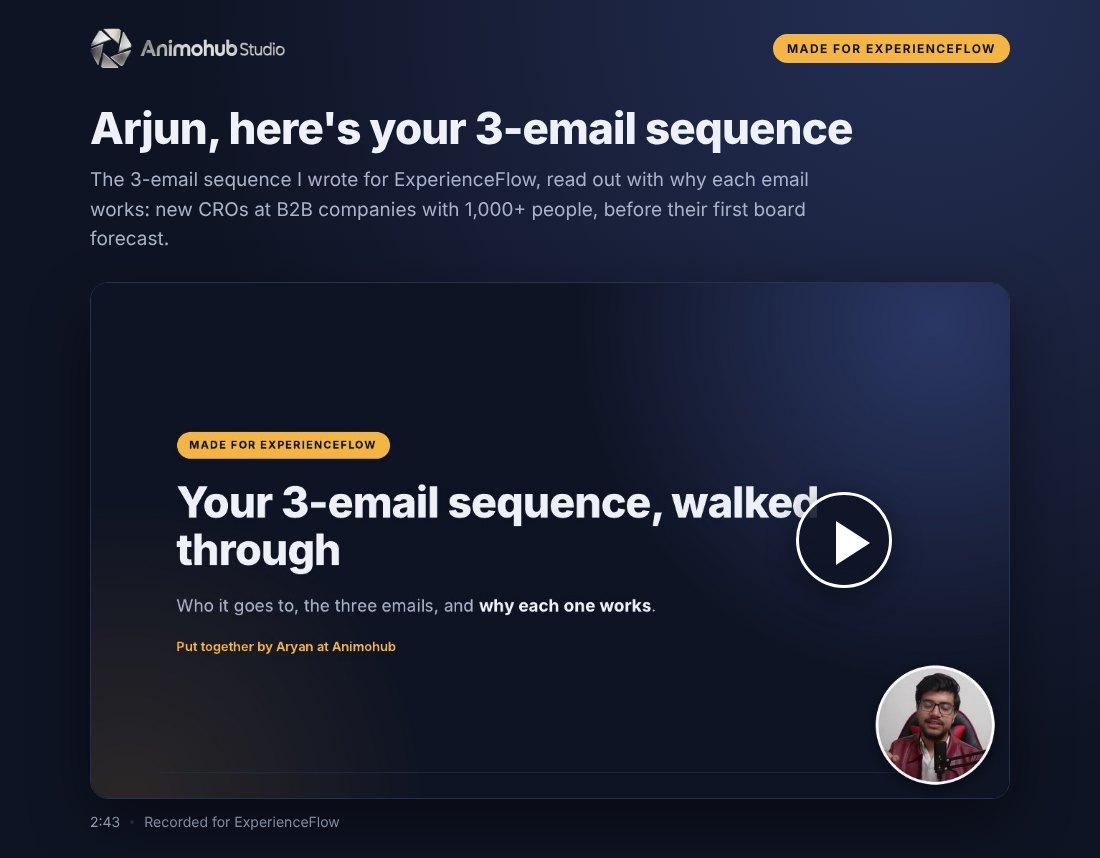 Animohub Studio
MADE FOR EXPERIENCEFLOW
Arjun, here's your 3-email sequence
The 3-email sequence I wrote for ExperienceFlow, read out with why each email
works: new CROs at B2B companies with 1,000+ people, before their first board
forecast.
MADE FOR EXPERIENCEFLOW
Your 3-email sequence, walked
through
Who it goes to, the three emails, and why each one works.
Put together by Aryan at Animohub
2:43 • Recorded for ExperienceFlow